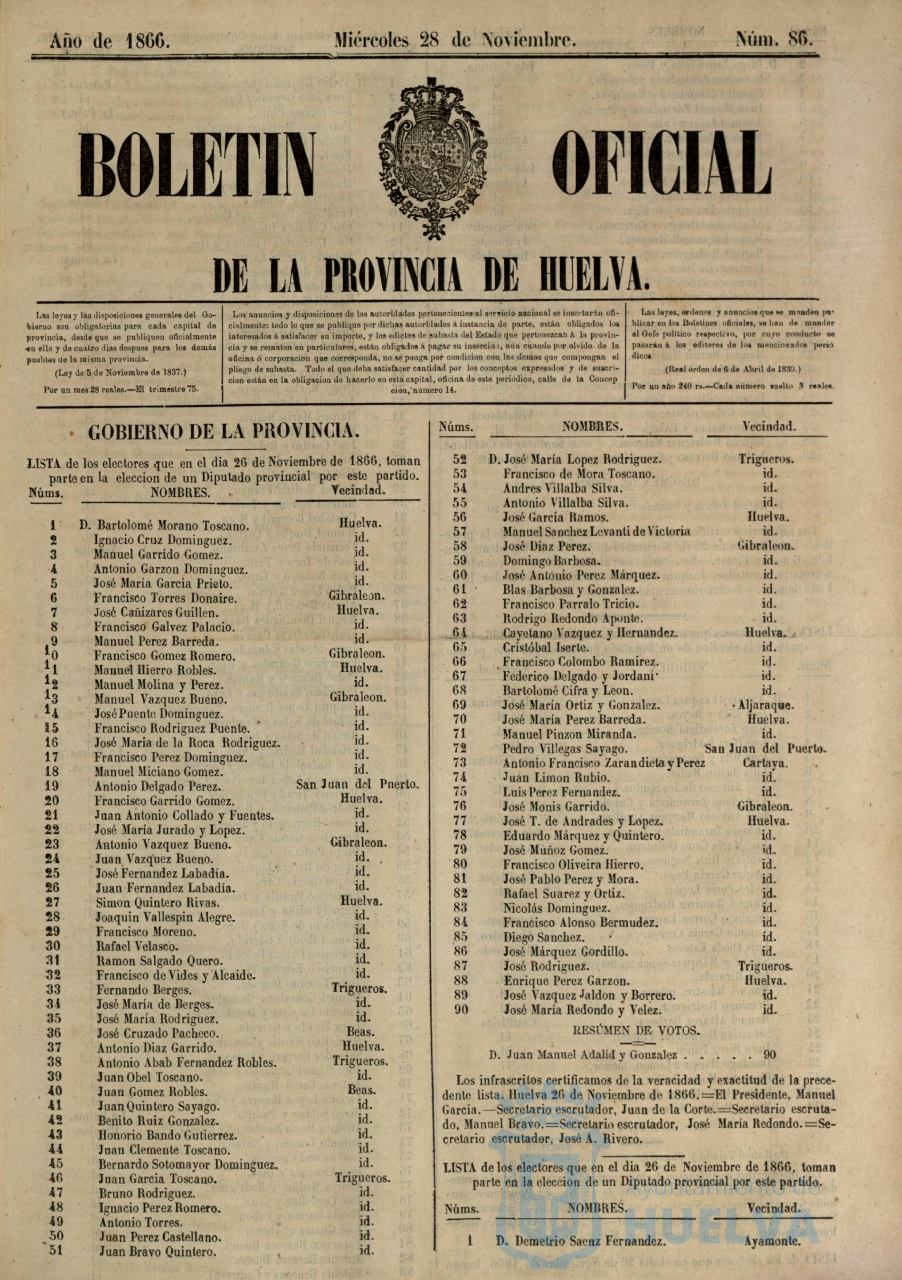 Año de 1866. Miércoles 28 de Noviembre. Núm. 86.
BOLETIN OFICIAL
DE LA PROVINCIA DE HUELVA.
Las leyes y las disposiciones generales del Go-
bierno son obligatorias para cada capital de
provincia, desde que se publiquen oficialmente
en ella y de cuatro dias despues para los demás
pueblos de la misma provincia.
(Ley de 5 de Noviembre de 1837.)
Por un mes 28 reales.—El trimestre 75.
Los anuncios y disposiciones de las autoridades pertenecientes al servicio nacional se insertarán ofi-
cialmente: todo lo que se publique por dichas autoridades á instancia de parte, están obligados los
interesados á satisfacer su importe, y los edictos de subasta del Estado que pertenezcan á la provin-
cia y se rematen en particulares, están obligados á pagar su insercion, aún cuando por olvido de la
oficina ó corporacion que corresponda, no se ponga por condicion con las demás que compongan el
pliego de subasta. Todo el que deba satisfacer cantidad por los conceptos expresados y de suscri-
cion están en la obligacion de hacerlo en esta capital, oficina de este periódico, calle de la Concep
cion, número 14.
Las leyes, órdenes y anuncios que se manden pu-
blicar en los Boletines oficiales, se han de mandar
al Gefe político respectivo, por cuyo conducto se
pasarán á los editores de los mencionados perió
dicos
(Real órden de 6 de Abril de 1839.)
Por un año 240 rs.—Cada número suelto 3 reales.
GOBIERNO DE LA PROVINCIA.
LISTA de los electores que en el dia 26 de Noviembre de 1866, toman
parte en la eleccion de un Diputado provincial por este partido.
Núms. NOMBRES. Vecindad.
1 D. Bartolomé Morano Toscano. Huelva.
2 Ignacio Cruz Dominguez. id.
3 Manuel Garrido Gomez. id.
4 Antonio Garzon Dominguez. id.
5 José María Garcia Prieto. id.
6 Francisco Torres Donaire. Gibraleon.
7 José Cañizares Guillen. Huelva.
8 Francisco Galvez Palacio. id.
9 Manuel Perez Barreda. id.
10 Francisco Gomez Romero. Gibraleon.
11 Manuel Hierro Robles. Huelva.
12 Manuel Molina y Perez. id.
13 Manuel Vazquez Bueno. Gibraleon.
14 José Puente Dominguez. id.
15 Francisco Rodriguez Puente. id.
16 José Maria de la Roca Rodriguez. id.
17 Francisco Perez Dominguez. id.
18 Manuel Miciano Gomez. id.
19 Antonio Delgado Perez. San Juan del Puerto.
20 Francisco Garrido Gomez. Huelva.
21 Juan Antonio Collado y Fuentes. id.
22 José María Jurado y Lopez. id.
23 Antonio Vazquez Bueno. Gibraleon.
24 Juan Vazquez Bueno. id.
25 José Fernandez Labadía. id.
26 Juan Fernandez Labadía. id.
27 Simon Quintero Rivas. Huelva.
28 Joaquin Vallespin Alegre. id.
29 Francisco Moreno. id.
30 Rafael Velasco. id.
31 Ramon Salgado Quero. id.
32 Francisco de Vides y Alcaide. id.
33 Fernando Berges. Trigueros.
34 José María de Berges. id.
35 José María Rodriguez. id.
36 José Cruzado Pacheco. Beas.
37 Antonio Diaz Garrido. Huelva.
38 Antonio Abab Fernandez Robles. Trigueros.
39 Juan Obel Toscano. id.
40 Juan Gomez Robles. Beas.
41 Juan Quintero Sayago. id.
42 Benito Ruiz Gonzalez. id.
43 Honorio Bando Gutierrez. id.
44 Juan Clemente Toscano. id.
45 Bernardo Sotomayor Dominguez. id.
46 Juan Garcia Toscano. Trigueros.
47 Bruno Rodriguez. id.
48 Ignacio Perez Romero. id.
49 Antonio Torres. id.
50 Juan Perez Castellano. id.
51 Juan Bravo Quintero. id.
Núms. NOMBRES. Vecindad.
52 D. José María Lopez Rodriguez. Trigueros.
53 Francisco de Mora Toscano. id.
54 Andres Villalba Silva. id.
55 Antonio Villalba Silva. id.
56 José Garcia Ramos. Huelva.
57 Manuel Sanchez Levanti de Victoria id.
58 José Diaz Perez. Gibraleon.
59 Domingo Barbosa. id.
60 José Antonio Perez Márquez. id.
61 Blas Barbosa y Gonzalez. id.
62 Francisco Parralo Tricio. id.
63 Rodrigo Redondo Aponte. id.
64 Cayetano Vazquez y Hernandez. Huelva.
65 Cristóbal Iserte. id.
66 Francisco Colombo Ramirez. id.
67 Federico Delgado y Jordani id.
68 Bartolomé Cifra y Leon. id.
69 José María Ortiz y Gonzalez. Aljaraque.
70 José María Perez Barreda. Huelva.
71 Manuel Pinzon Miranda. id.
72 Pedro Villegas Sayago. San Juan del Puerto.
73 Antonio Francisco Zarandieta y Perez Cartaya.
74 Juan Limon Rubio. id.
75 Luis Perez Fernandez. id.
76 José Monis Garrido. Gibraleon.
77 José T. de Andrades y Lopez. Huelva.
78 Eduardo Márquez y Quintero. id.
79 José Muñoz Gomez. id.
80 Francisco Oliveira Hierro. id.
81 José Pablo Perez y Mora. id.
82 Rafael Suarez y Ortiz. id.
83 Nicolás Dominguez. id.
84 Francisco Alonso Bermudez. id.
85 Diego Sanchez. id.
86 José Márquez Gordillo. id.
87 José Rodriguez. Trigueros.
88 Enrique Perez Garzon. Huelva.
89 José Vazquez Jaldon y Borrero. id.
90 José María Redondo y Velez. id.
RESÚMEN DE VOTOS.
D. Juan Manuel Adalid y Gonzalez . . . . . 90
Los infrascritos certificamos de la veracidad y exactitud de la prece-
dente lista. Huelva 26 de Noviembre de 1866.=El Presidente, Manuel
Garcia.—Secretario escrutador, Juan de la Corte.=Secretario escruta-
do, Manuel Bravo.=Secretario escrutador, José María Redondo.=Se-
cretario escrutador, José A. Rivero.
LISTA de los electores que en el dia 26 de Noviembre de 1866, toman
parte en la eleccion de un Diputado provincial por este partido.
Núms. NOMBRES. Vecindad.
1 D. Demetrio Saenz Fernandez. Ayamonte.
Ayuntamiento de
HUELVA